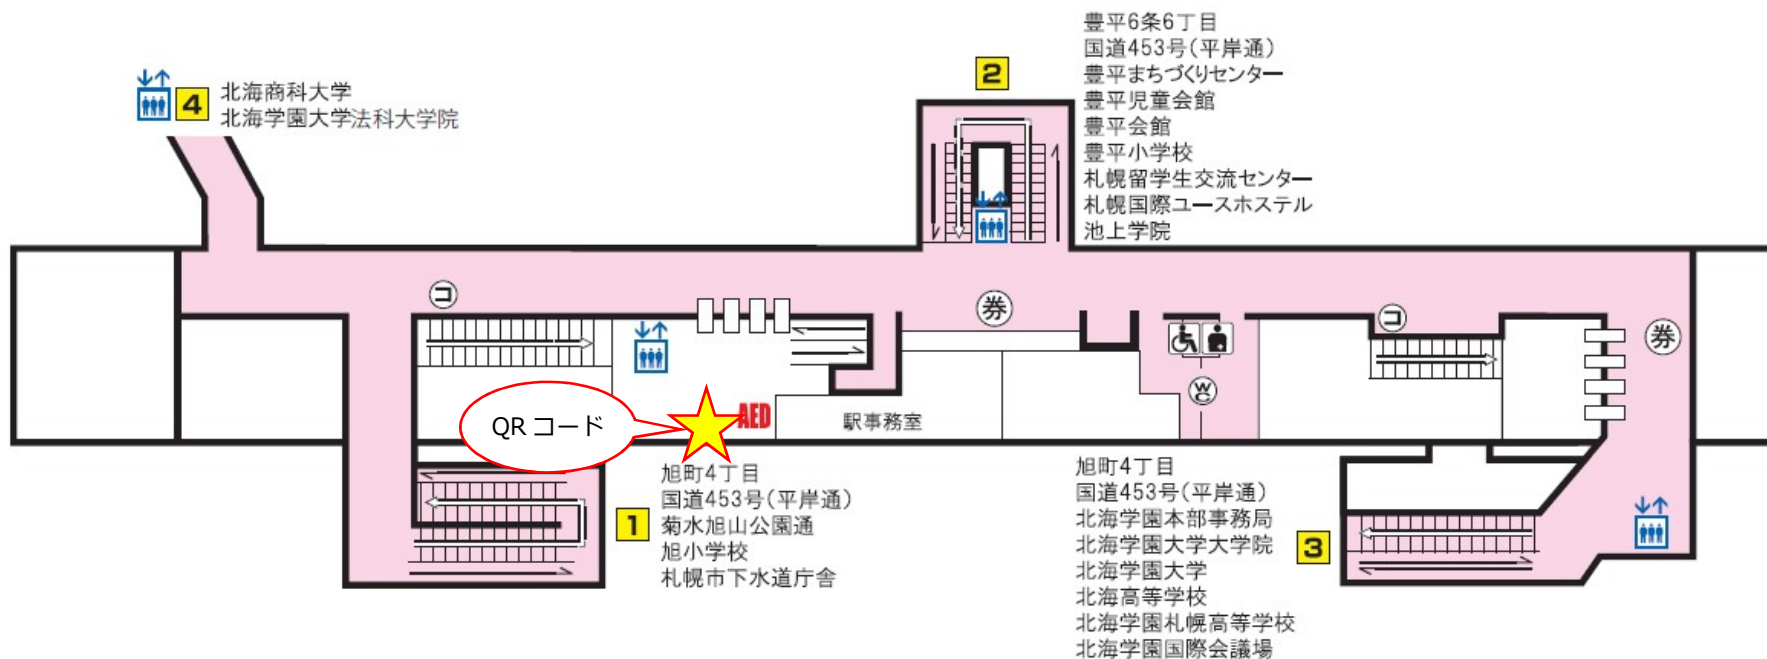 4
北海商科大学
北海学園大学法科大学院
2
豊平6条6丁目
国道453号(平岸通)
豊平まちづくりセンター
豊平児童会館
豊平会館
豊平小学校
札幌留学生交流センター
札幌国際ユースホステル
池上学院
コ
券
コ
券
WC
QRコード
AED
駅事務室
1
旭町4丁目
国道453号(平岸通)
菊水旭山公園通
旭小学校
札幌市下水道庁舎
3
旭町4丁目
国道453号(平岸通)
北海学園本部事務局
北海学園大学大学院
北海学園大学
北海高等学校
北海学園札幌高等学校
北海学園国際会議場